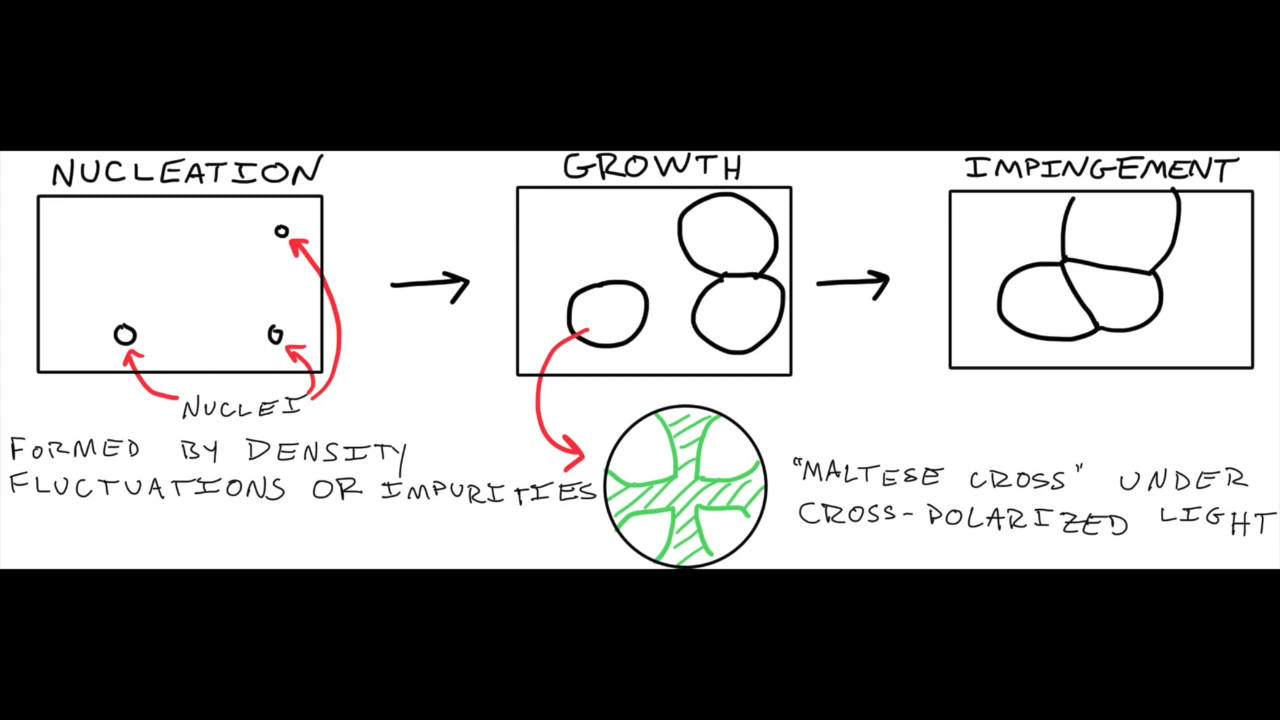 NUCLEATION
GROWTH
IMPINGEMENT
NUCLEI
FORMED BY DENSITY
FLUCTUATIONS OR IMPURITIES
"MALTESE CROSS" UNDER
CROSS-POLARIZED LIGHT